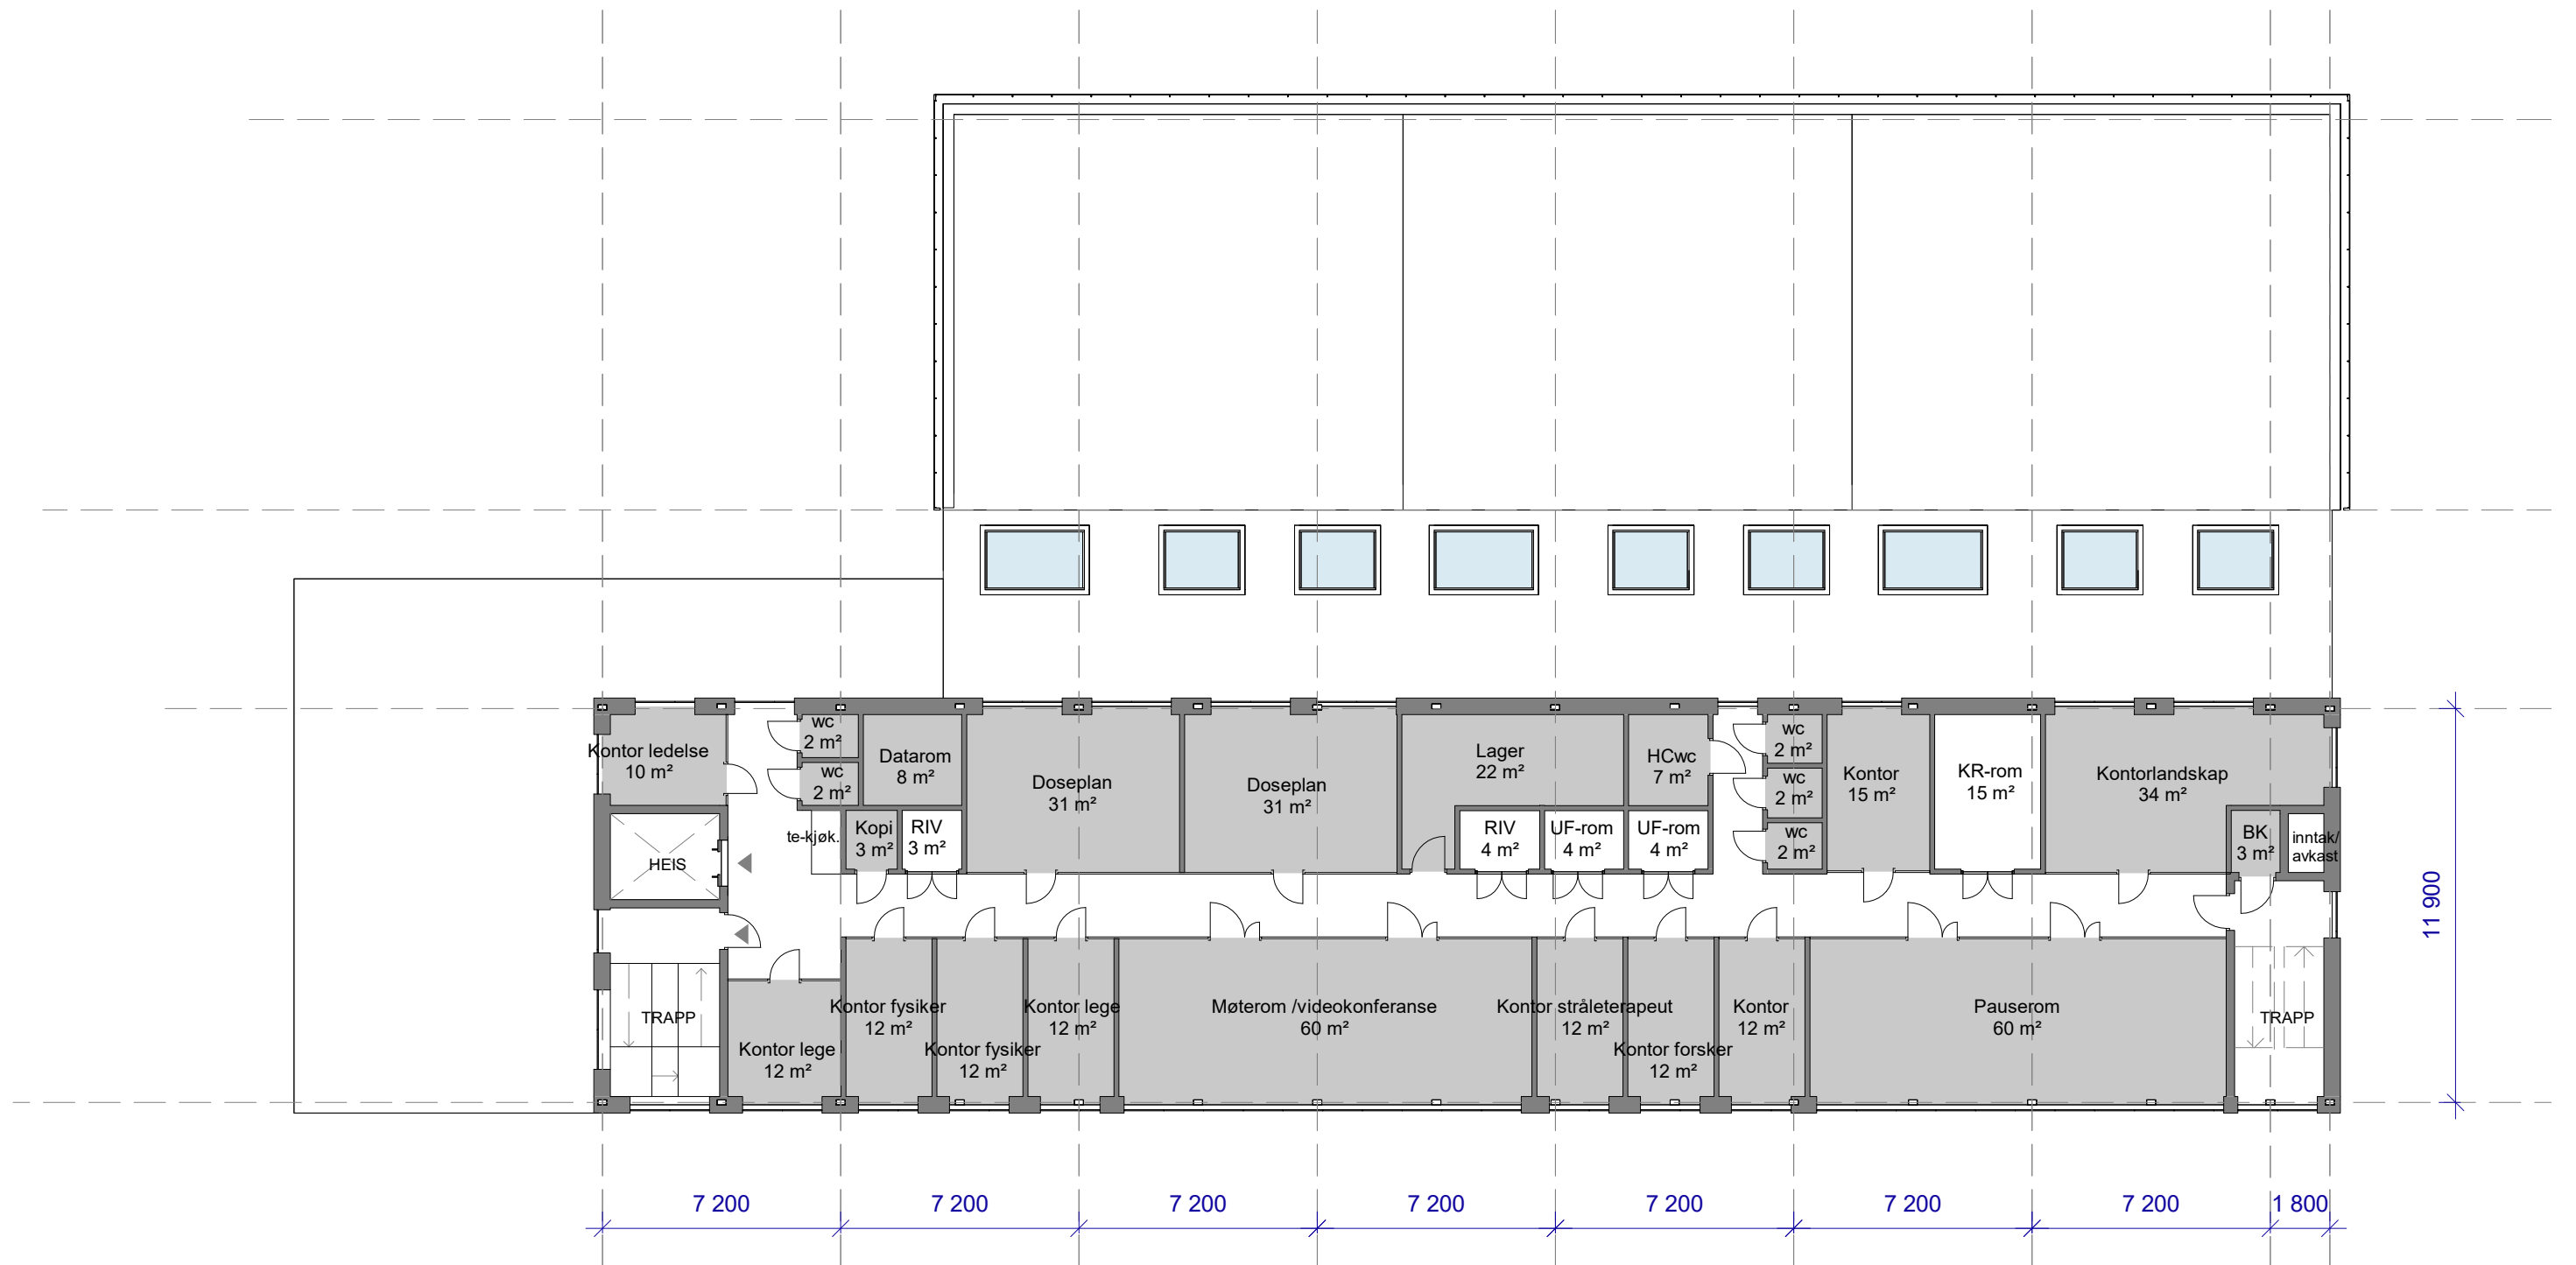 wc
2 m²
Kontor ledelse
10 m²
wc
2 m²
Datarom
8 m²
Doseplan
31 m²
Doseplan
31 m²
Lager
22 m²
HCwc
7 m²
wc
2 m²
wc
2 m²
wc
2 m²
Kontor
15 m²
KR-rom
15 m²
Kontorlandskap
34 m²
te-kjøk.
Kopi
3 m²
RIV
3 m²
RIV
4 m²
UF-rom
4 m²
UF-rom
4 m²
BK
3 m²
inntak/
avkast
HEIS
TRAPP
Kontor lege
12 m²
Kontor fysiker
12 m²
Kontor fysiker
12 m²
Kontor lege
12 m²
Møterom /videokonferanse
60 m²
Kontor stråleterapeut
12 m²
Kontor forsker
12 m²
Kontor
12 m²
Pauserom
60 m²
TRAPP
11 900
7 200
7 200
7 200
7 200
7 200
7 200
7 200
1 800